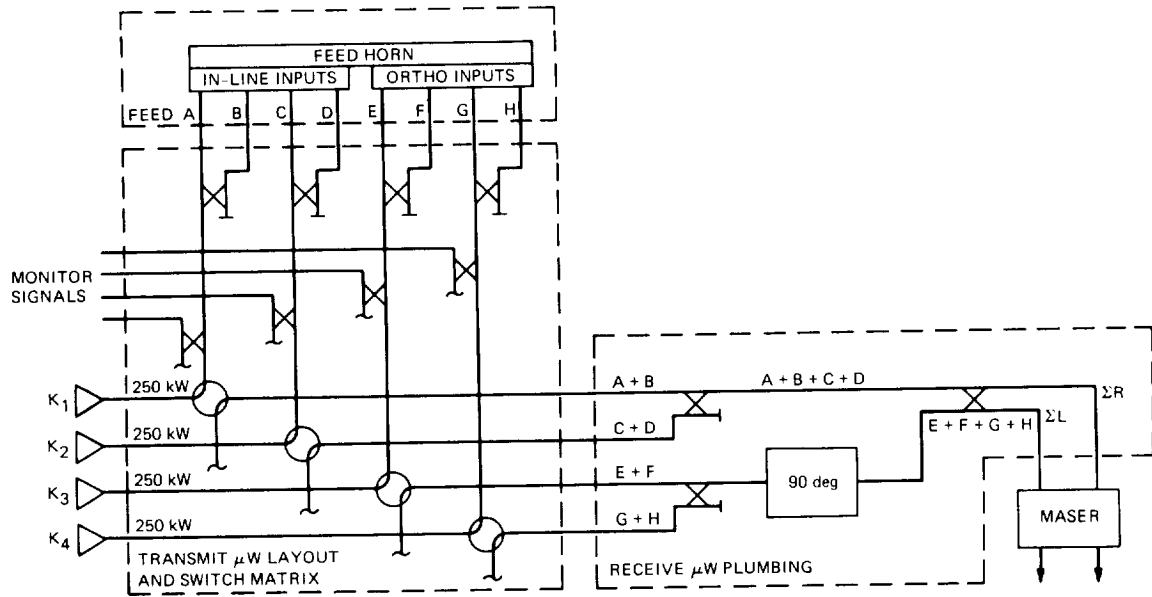 FEED HORN
IN-LINE INPUTS
ORTHO INPUTS
FEED A B C D E F G H
MONITOR
SIGNALS
K1 250 kW
K2 250 kW
K3 250 kW
K4 250 kW
A + B
A + B + C + D
C + D
E + F + G + H
ΣR
ΣL
E + F
G + H
90 deg
MASER
TRANSMIT μW LAYOUT
AND SWITCH MATRIX
RECEIVE μW PLUMBING